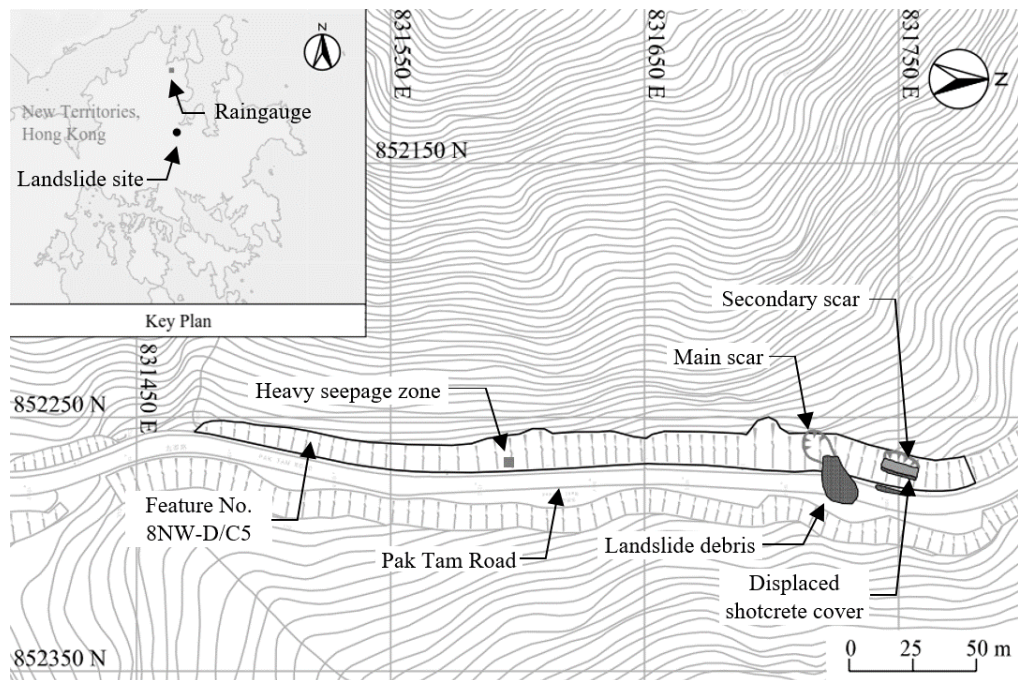 N
New Territories,
Hong Kong
Raingauge
Landslide site
Key Plan
831550 E
831650 E
831750 E
N
852150 N
831450 E
852250 N
Secondary scar
Main scar
Heavy seepage zone
Feature No.
8NW-D/C5
PAK TAM
Pak Tam Road
Landslide debris
Displaced
shotcrete cover
852350 N
0 25 50 m